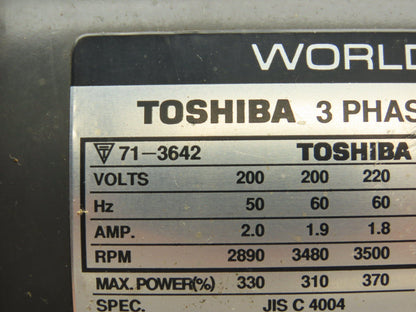 WORLD
TOSHIBA 3 PHAS
71-3642 TOSHIBA
VOLTS 200 200 220
Hz 50 60 60
AMP. 2.0 1.9 1.8
RPM 2890 3480 3500
MAX. POWER(%) 330 310 370
SPEC. JIS C 4004